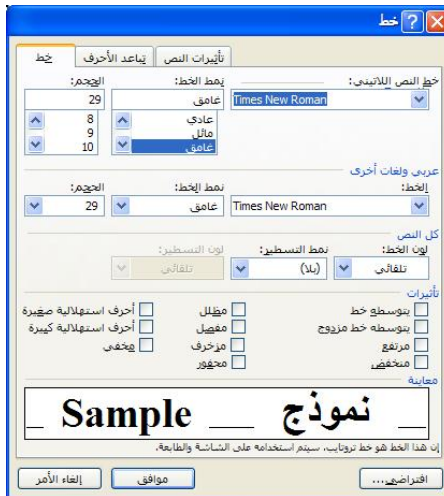 خط
خط تباعد الأحرف تأثيرات النص
خط النص اللاتيني: نمط الخط: الحجم:
Times New Roman غامق 29
عادي 8
مائل 9
غامق 10
عربي ولغات أخرى
الخط: نمط الخط: الحجم:
Times New Roman غامق 29
كل النص
لون الخط: نمط التسطير: لون التسطير:
تلقائي (بلا) تلقائي
تأثيرات
يتوسطه خط مظلل أحرف استهلالية صغيرة
يتوسطه خط مزدوج مفصل أحرف استهلالية كبيرة
مرتفع مزخرف مخفي
منخفض محفور
معاينة
نموذج Sample
إن هذا الخط هو خط تروتايب. سيتم استخدامه على الشاشة والطابعة.
افتراضي... موافق إلغاء الأمر